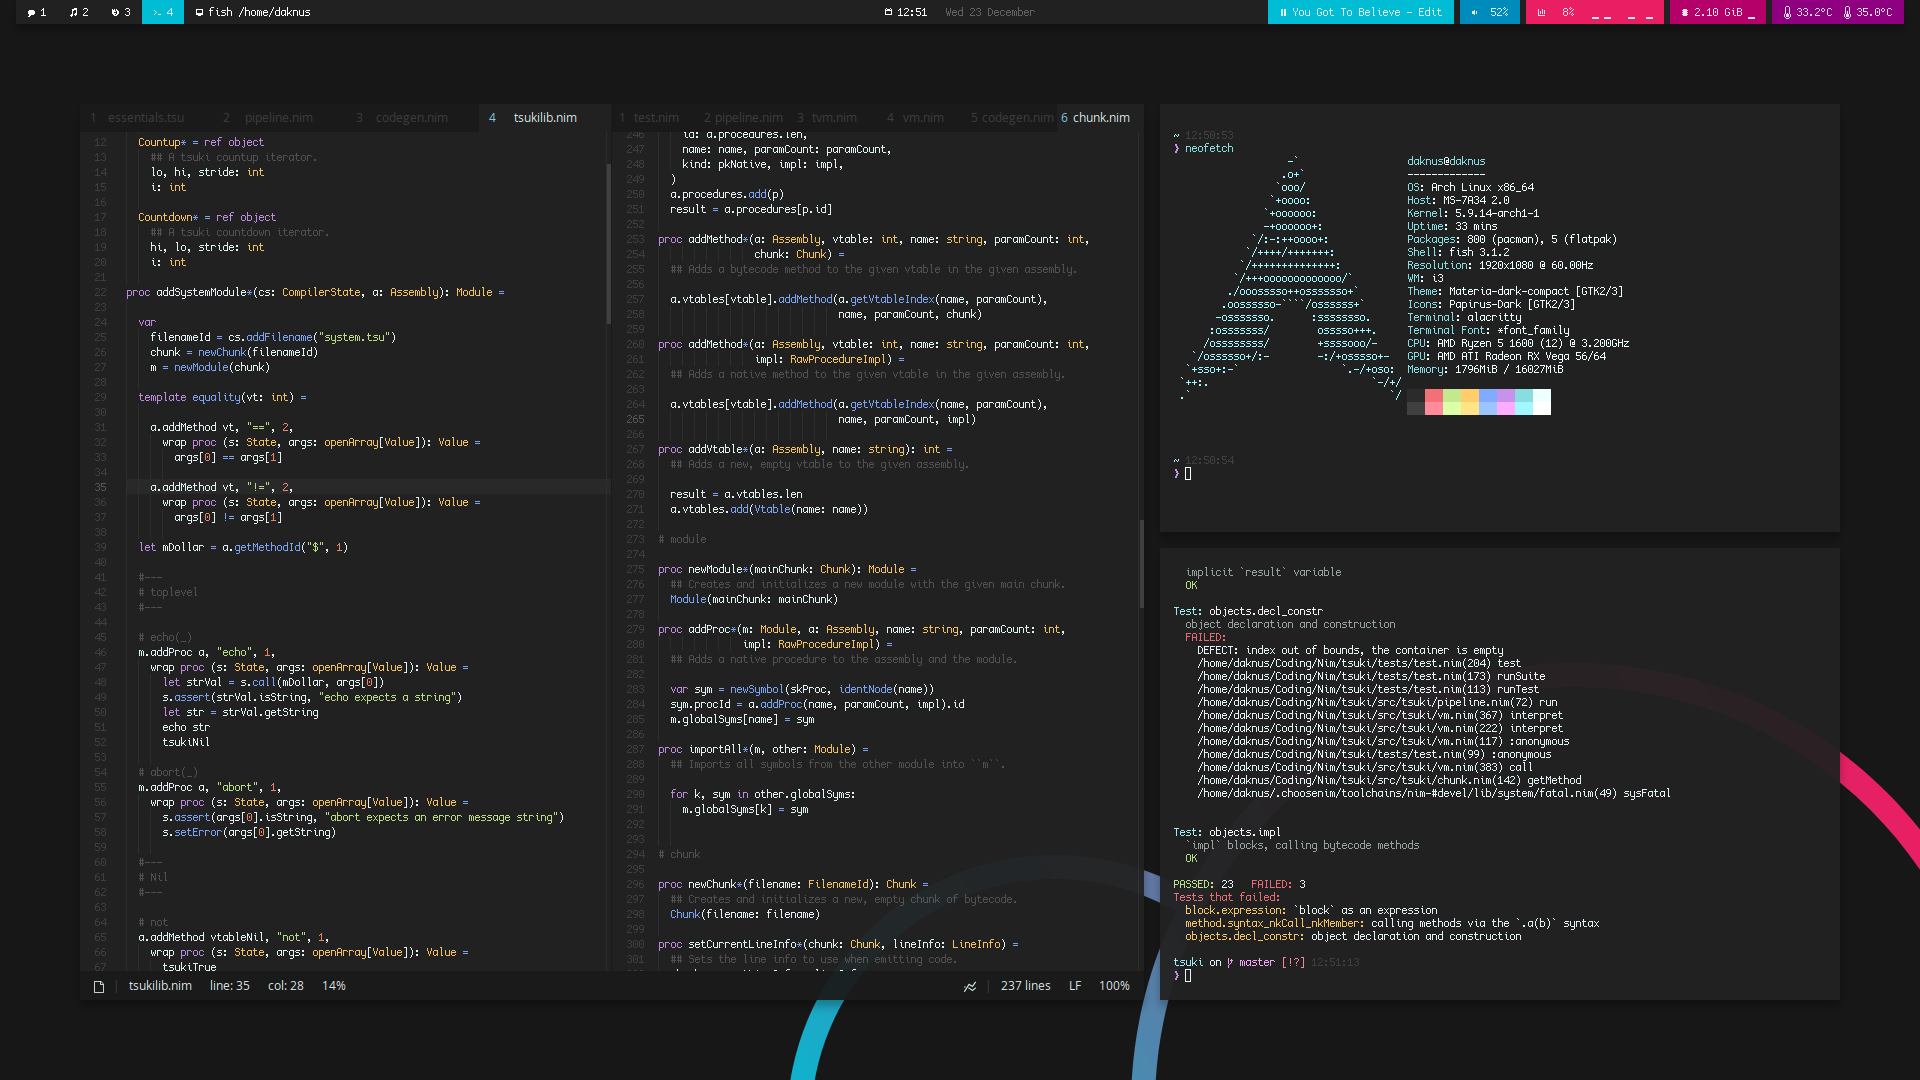 1 2 3 4 fish /home/daknus
12:51 Wed 23 December
You Got To Believe - Edit 52% 8% 2.10 GiB 33.2°C 35.0°C
1 essentials.tsu 2 pipeline.nim 3 codegen.nim 4 tsukilib.nim
12 Countup* = ref object
13 ## A tsuki countup iterator.
14 lo, hi, stride: int
15 i: int
16
17 Countdown* = ref object
18 ## A tsuki countdown iterator.
19 hi, lo, stride: int
20 i: int
21
22 proc addSystemModule*(cs: CompilerState, a: Assembly): Module =
23
24 var
25 filenameId = cs.addFilename("system.tsu")
26 chunk = newChunk(filenameId)
27 m = newModule(chunk)
28
29 template equality(vt: int) =
30
31 a.addMethod vt, "==", 2,
32 wrap proc (s: State, args: openArray[Value]): Value =
33 args[0] == args[1]
34
35 a.addMethod vt, "!=", 2,
36 wrap proc (s: State, args: openArray[Value]): Value =
37 args[0] != args[1]
38
39 let mDollar = a.getMethodId("$", 1)
40
41 #---
42 # toplevel
43 #---
44
45 # echo(_)
46 m.addProc a, "echo", 1,
47 wrap proc (s: State, args: openArray[Value]): Value =
48 let strVal = s.call(mDollar, args[0])
49 s.assert(strVal.isString, "echo expects a string")
50 let str = strVal.getString
51 echo str
52 tsukiNil
53
54 # abort(_)
55 m.addProc a, "abort", 1,
56 wrap proc (s: State, args: openArray[Value]): Value =
57 s.assert(args[0].isString, "abort expects an error message string")
58 s.setError(args[0].getString)
59
60 #---
61 # Nil
62 #---
63
64 # not
65 a.addMethod vtableNil, "not", 1,
66 wrap proc (s: State, args: openArray[Value]): Value =
67 tsukiTrue
1 test.nim 2 pipeline.nim 3 tvm.nim 4 vm.nim 5 codegen.nim 6 chunk.nim
246 id: a.procedures.len,
247 name: name, paramCount: paramCount,
248 kind: pkNative, impl: impl,
249 )
250 a.procedures.add(p)
251 result = a.procedures[p.id]
252
253 proc addMethod*(a: Assembly, vtable: int, name: string, paramCount: int,
254 chunk: Chunk) =
255 ## Adds a bytecode method to the given vtable in the given assembly.
256
257 a.vtables[vtable].addMethod(a.getVtableIndex(name, paramCount),
258 name, paramCount, chunk)
259
260 proc addMethod*(a: Assembly, vtable: int, name: string, paramCount: int,
261 impl: RawProcedureImpl) =
262 ## Adds a native method to the given vtable in the given assembly.
263
264 a.vtables[vtable].addMethod(a.getVtableIndex(name, paramCount),
265 name, paramCount, impl)
266
267 proc addVtable*(a: Assembly, name: string): int =
268 ## Adds a new, empty vtable to the given assembly.
269
270 result = a.vtables.len
271 a.vtables.add(Vtable(name: name))
272
273 # module
274
275 proc newModule*(mainChunk: Chunk): Module =
276 ## Creates and initializes a new module with the given main chunk.
277 Module(mainChunk: mainChunk)
278
279 proc addProc*(m: Module, a: Assembly, name: string, paramCount: int,
280 impl: RawProcedureImpl) =
281 ## Adds a native procedure to the assembly and the module.
282
283 var sym = newSymbol(skProc, identNode(name))
284 sym.procId = a.addProc(name, paramCount, impl).id
285 m.globalSyms[name] = sym
286
287 proc importAll*(m, other: Module) =
288 ## Imports all symbols from the other module into ``m``.
289
290 for k, sym in other.globalSyms:
291 m.globalSyms[k] = sym
292
293
294 # chunk
295
296 proc newChunk*(filename: FilenameId): Chunk =
297 ## Creates and initializes a new, empty chunk of bytecode.
298 Chunk(filename: filename)
299
300 proc setCurrentLineInfo*(chunk: Chunk, lineInfo: LineInfo) =
301 ## Sets the line info to use when emitting code.
tsukilib.nim line: 35 col: 28 14% 237 lines LF 100%
~ 12:50:53
❯ neofetch
-`
.o+`
`ooo/
`+oooo:
`+oooooo:
-+oooooo+:
`/:-:++oooo+:
`/++++/+++++++:
`/++++++++++++++:
`/+++ooooooooooooo/`
./ooosssso++osssssso+`
.oossssso-````/ossssss+`
-osssssso. :ssssssso.
:osssssss/ osssso+++.
/ossssssss/ +ssssooo/-
`/ossssso+/:- -:/+osssso+-
`+sso+:-` `.-/+oso:
`++:. `-/+/
.` `/
daknus@daknus
-------------
OS: Arch Linux x86_64
Host: MS-7A34 2.0
Kernel: 5.9.14-arch1-1
Uptime: 33 mins
Packages: 800 (pacman), 5 (flatpak)
Shell: fish 3.1.2
Resolution: 1920x1080 @ 60.00Hz
WM: i3
Theme: Materia-dark-compact [GTK2/3]
Icons: Papirus-Dark [GTK2/3]
Terminal: alacritty
Terminal Font: *font_family
CPU: AMD Ryzen 5 1600 (12) @ 3.200GHz
GPU: AMD ATI Radeon RX Vega 56/64
Memory: 1796MiB / 16027MiB
~ 12:50:54
❯
implicit `result` variable
OK
Test: objects.decl_constr
object declaration and construction
FAILED:
DEFECT: index out of bounds, the container is empty
/home/daknus/Coding/Nim/tsuki/tests/test.nim(204) test
/home/daknus/Coding/Nim/tsuki/tests/test.nim(173) runSuite
/home/daknus/Coding/Nim/tsuki/tests/test.nim(113) runTest
/home/daknus/Coding/Nim/tsuki/src/tsuki/pipeline.nim(72) run
/home/daknus/Coding/Nim/tsuki/src/tsuki/vm.nim(367) interpret
/home/daknus/Coding/Nim/tsuki/src/tsuki/vm.nim(222) interpret
/home/daknus/Coding/Nim/tsuki/src/tsuki/vm.nim(117) :anonymous
/home/daknus/Coding/Nim/tsuki/tests/test.nim(99) :anonymous
/home/daknus/Coding/Nim/tsuki/src/tsuki/vm.nim(383) call
/home/daknus/Coding/Nim/tsuki/src/tsuki/chunk.nim(142) getMethod
/home/daknus/.choosenim/toolchains/nim-#devel/lib/system/fatal.nim(49) sysFatal
Test: objects.impl
`impl` blocks, calling bytecode methods
OK
PASSED: 23 FAILED: 3
Tests that failed:
block.expression: `block` as an expression
method.syntax_nkCall_nkMember: calling methods via the `.a(b)` syntax
objects.decl_constr: object declaration and construction
tsuki on master [!?] 12:51:13
❯